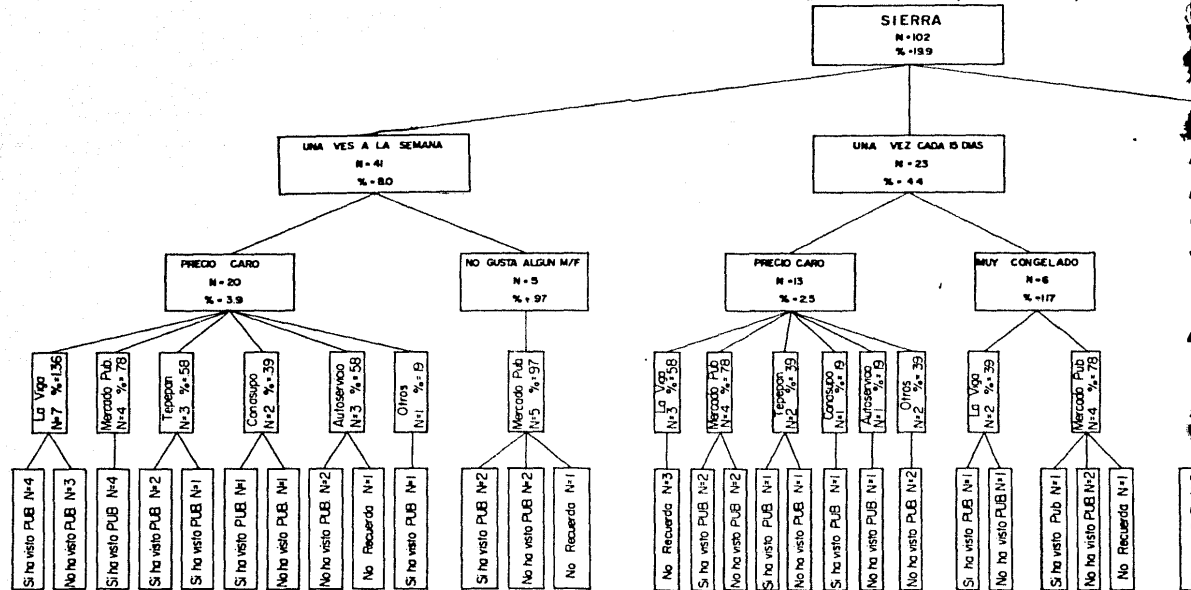 SIERRA
N=102
%=19.9
UNA VES A LA SEMANA
N=41
%=8.0
UNA VEZ CADA 15 DIAS
N=23
%=4.4
PRECIO CARO
N=20
%=3.9
NO GUSTA ALGUN M/F
N=5
%=.97
PRECIO CARO
N=13
%=2.5
MUY CONGELADO
N=6
%=1.17
La Viga
N=7 %=1.36
Mercado Pub.
N=4 %=.78
Tepepan
N=3 %=.58
Conasupo
N=2 %=.39
Autoservicio
N=3 %=.58
Otros
N=1 %=.19
Mercado Pub
N=5 %=.97
La Viga
N=3 %=.58
Mercado Pub
N=4 %=.78
Tepepan
N=2 %=.39
Conasupo
N=1 %=.19
Autoservicio
N=1 %=.19
Otros
N=2 %=.39
La Viga
N=2 %=.39
Mercado Pub
N=4 %=.78
Si ha visto PUB. N=4
No ha visto PUB. N=3
Si ha visto PUB. N=4
Si ha visto PUB. N=2
Si ha visto PUB. N=1
Si ha visto PUB. N=1
No ha visto PUB. N=1
No ha visto PUB. N=2
No Recuerda N=1
Si ha visto PUB. N=1
Si ha visto PUB. N=2
No ha visto PUB. N=2
No Recuerda N=1
No Recuerda N=3
Si ha visto PUB. N=2
No ha visto PUB. N=2
Si ha visto PUB. N=1
No ha visto PUB. N=1
Si ha visto PUB. N=1
No ha visto PUB. N=1
No ha visto PUB. N=2
Si ha visto PUB. N=1
No ha visto PUB. N=1
Si ha visto Pub N=1
No ha visto PUB. N=2
No Recuerda N=1